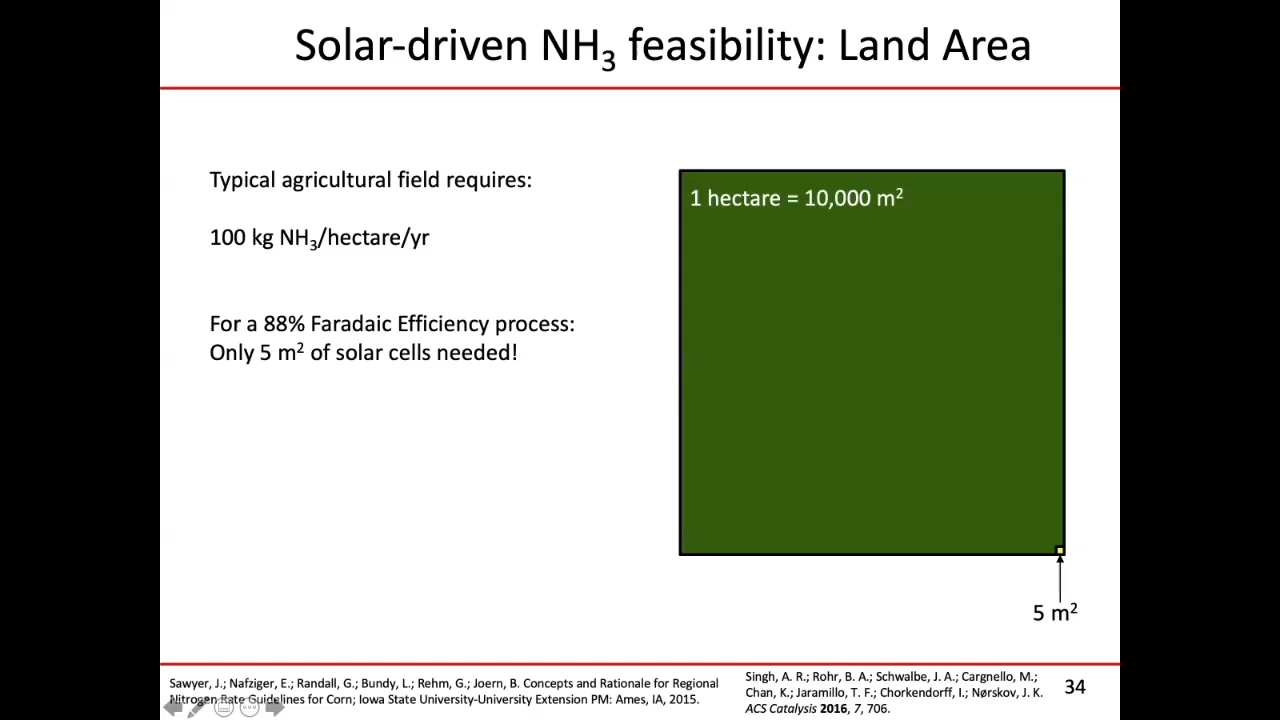 Solar-driven NH₃ feasibility: Land Area
Typical agricultural field requires:
100 kg NH₃/hectare/yr
For a 88% Faradaic Efficiency process:
Only 5 m² of solar cells needed!
1 hectare = 10,000 m²
5 m²
Sawyer, J.; Nafziger, E.; Randall, G.; Bundy, L.; Rehm, G.; Joern, B. Concepts and Rationale for Regional
Nitrogen Rate Guidelines for Corn; Iowa State University-University Extension PM: Ames, IA, 2015.
Singh, A. R.; Rohr, B. A.; Schwalbe, J. A.; Cargnello, M.;
Chan, K.; Jaramillo, T. F.; Chorkendorff, I.; Nørskov, J. K.
ACS Catalysis 2016, 7, 706.
34